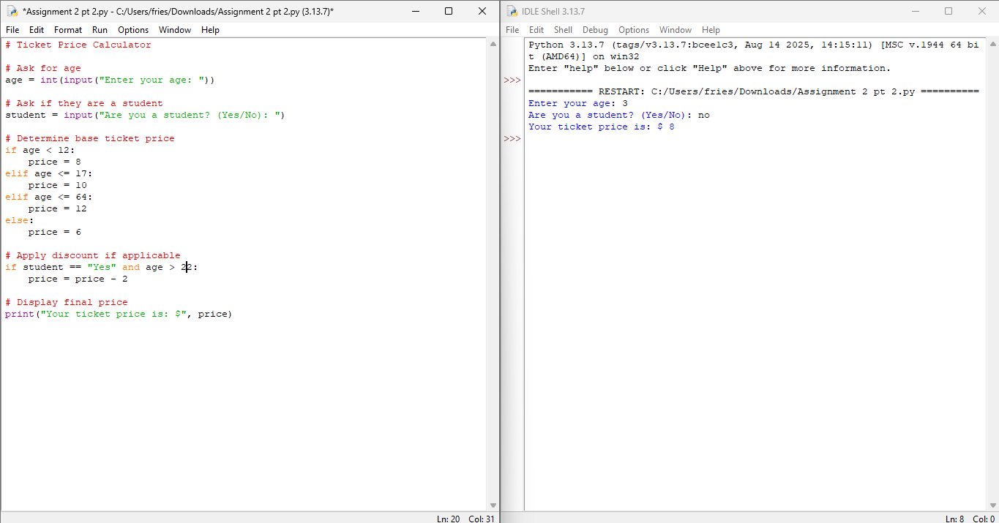 *Assignment 2 pt 2.py - C:/Users/fries/Downloads/Assignment 2 pt 2.py (3.13.7)*
File Edit Format Run Options Window Help
# Ticket Price Calculator
# Ask for age
age = int(input("Enter your age: "))
# Ask if they are a student
student = input("Are you a student? (Yes/No): ")
# Determine base ticket price
if age < 12:
    price = 8
elif age <= 17:
    price = 10
elif age <= 64:
    price = 12
else:
    price = 6
# Apply discount if applicable
if student == "Yes" and age > 22:
    price = price - 2
# Display final price
print("Your ticket price is: $", price)
Ln: 20 Col: 31
IDLE Shell 3.13.7
File Edit Shell Debug Options Window Help
Python 3.13.7 (tags/v3.13.7:bcee1c3, Aug 14 2025, 14:15:11) [MSC v.1944 64 bi
t (AMD64)] on win32
Enter "help" below or click "Help" above for more information.
>>>
=========== RESTART: C:/Users/fries/Downloads/Assignment 2 pt 2.py ==========
Enter your age: 3
Are you a student? (Yes/No): no
Your ticket price is: $ 8
>>>
Ln: 8 Col: 0